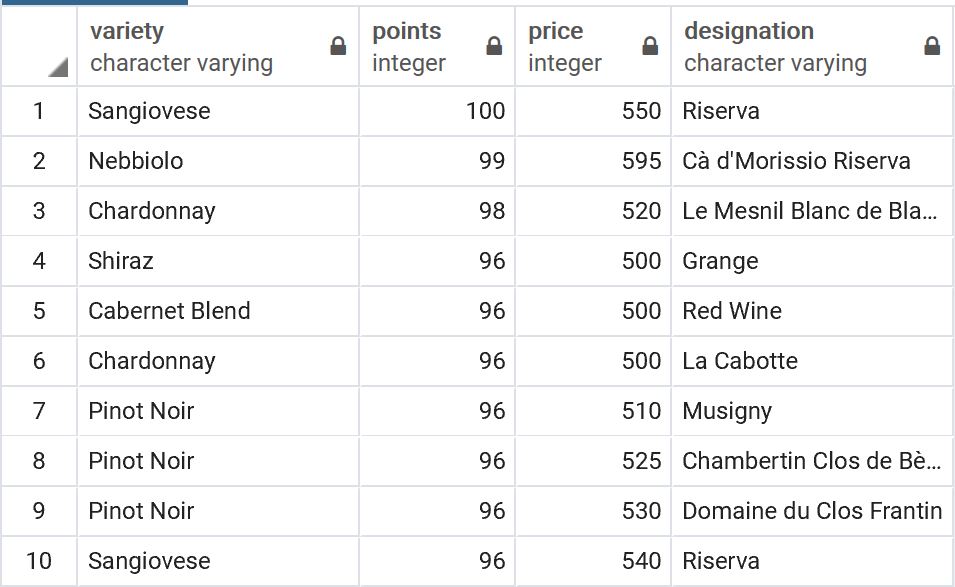 variety points price designation
character varying integer integer character varying
1 Sangiovese 100 550 Riserva
2 Nebbiolo 99 595 Cà d'Morissio Riserva
3 Chardonnay 98 520 Le Mesnil Blanc de Bla...
4 Shiraz 96 500 Grange
5 Cabernet Blend 96 500 Red Wine
6 Chardonnay 96 500 La Cabotte
7 Pinot Noir 96 510 Musigny
8 Pinot Noir 96 525 Chambertin Clos de Bè...
9 Pinot Noir 96 530 Domaine du Clos Frantin
10 Sangiovese 96 540 Riserva